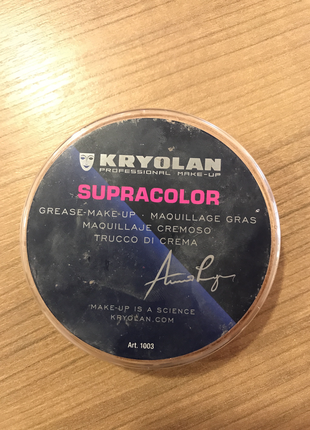 KRYOLAN
PROFESSIONAL MAKE-UP
SUPRACOLOR
GREASE-MAKE-UP · MAQUILLAGE GRAS
MAQUILLAJE CREMOSO
TRUCCO DI CREMA
MAKE-UP IS A SCIENCE
KRYOLAN.COM
Art. 1003